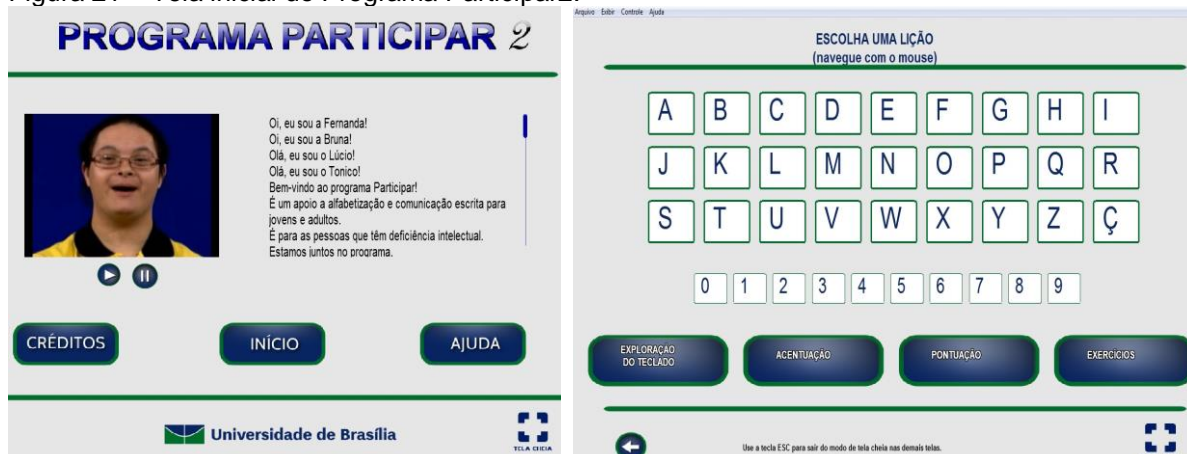 Figura 21 – Tela inicial do Programa Participar2.
PROGRAMA PARTICIPAR 2
Oi, eu sou a Fernanda!
Oi, eu sou a Bruna!
Olá, eu sou o Lúcio!
Olá, eu sou o Tonico!
Bem-vindo ao programa Participar!
É um apoio a alfabetização e comunicação escrita para
jovens e adultos.
É para as pessoas que têm deficiência intelectual.
Estamos juntos no programa.
CRÉDITOS
INÍCIO
AJUDA
Universidade de Brasília
TELA CHEIA
Arquivo Exibir Controle Ajuda
ESCOLHA UMA LIÇÃO
(navegue com o mouse)
A B C D E F G H I
J K L M N O P Q R
S T U V W X Y Z Ç
0 1 2 3 4 5 6 7 8 9
EXPLORAÇÃO
DO TECLADO
ACENTUAÇÃO
PONTUAÇÃO
EXERCÍCIOS
Use a tecla ESC para sair do modo de tela cheia nas demais telas.